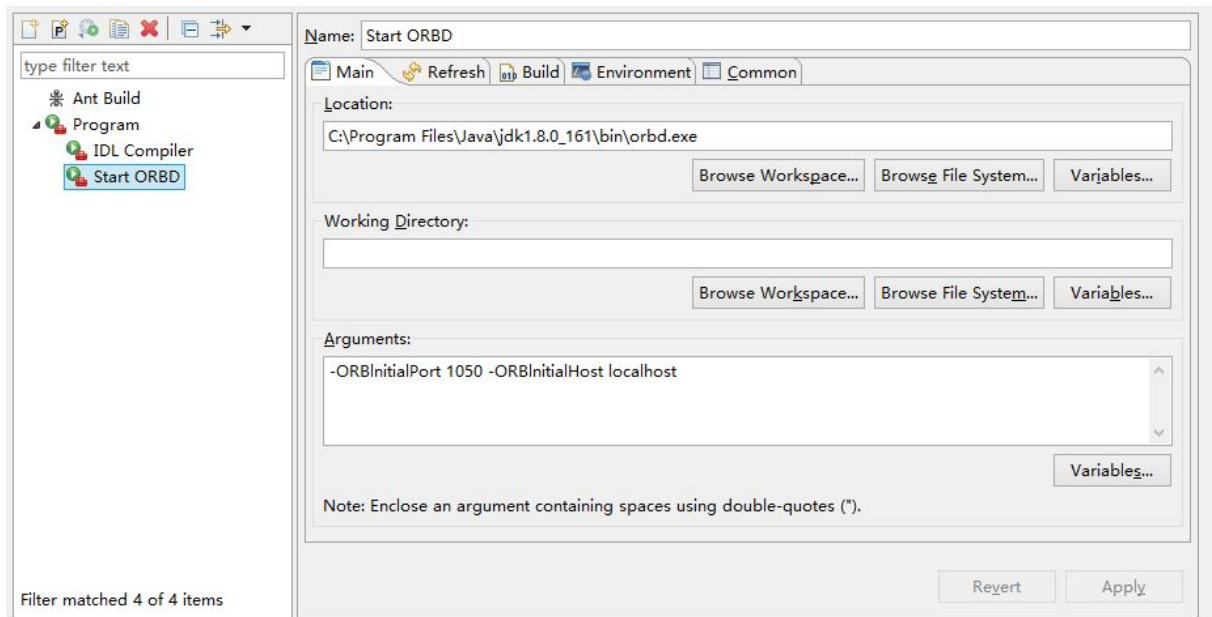 Name: Start ORBD
type filter text
Main Refresh Build Environment Common
Ant Build
Program
IDL Compiler
Start ORBD
Location:
C:\Program Files\Java\jdk1.8.0_161\bin\orbd.exe
Browse Workspace... Browse File System... Variables...
Working Directory:
Browse Workspace... Browse File System... Variables...
Arguments:
-ORBInitialPort 1050 -ORBInitialHost localhost
Variables...
Note: Enclose an argument containing spaces using double-quotes (").
Revert Apply
Filter matched 4 of 4 items